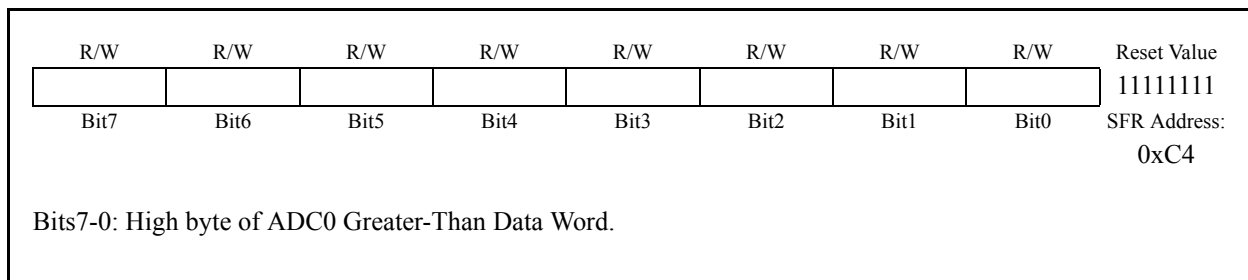 R/W R/W R/W R/W R/W R/W R/W R/W Reset Value
11111111
Bit7 Bit6 Bit5 Bit4 Bit3 Bit2 Bit1 Bit0 SFR Address:
0xC4
Bits7-0: High byte of ADC0 Greater-Than Data Word.